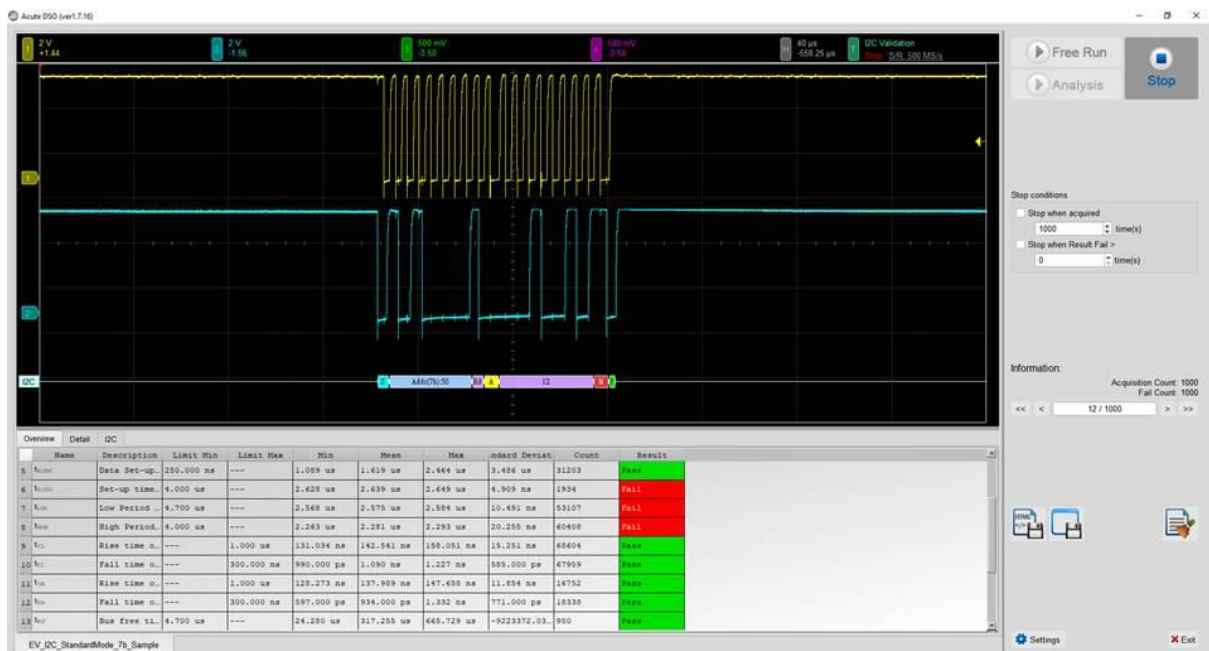 Acute DSO (ver1.7.16)
1 2 V +1.44
2 2 V -1.56
500 mV -3.50
500 mV
H 40 µs -558.25 µs
T I2C Validation
Stop S/R: 500 MS/s
Free Run
Analysis
Stop
1
2
Stop conditions
Stop when acquired
1000 time(s)
Stop when Result Fail >
0 time(s)
I2C Addr(7b):50 A 12
Information:
Acquisition Count: 1000
Fail Count: 1000
<< < 12 / 1000 > >>
Overview Detail I2C
Name Description Limit Min Limit Max Min Mean Max ndard Deviat. Count Result
5 Data Set-up.. 250.000 ns --- 1.089 us 1.619 us 2.464 us 3.486 us 31203 Pass
6 Set-up time.. 4.000 us --- 2.628 us 2.639 us 2.649 us 4.909 ns 1934 Fail
7 Low Period .. 4.700 us --- 2.568 us 2.575 us 2.584 us 10.491 ns 53107 Fail
8 High Period.. 4.000 us --- 2.263 us 2.281 us 2.293 us 20.255 ns 60408 Fail
9 Rise time o.. --- 1.000 us 131.034 ns 142.541 ns 158.051 ns 15.251 ns 68604 Pass
10 Fall time o.. --- 300.000 ns 990.000 ps 1.090 ns 1.227 ns 585.000 ps 67959 Pass
11 Rise time o.. --- 1.000 us 128.273 ns 137.989 ns 147.658 ns 11.854 ns 16752 Pass
12 Fall time o.. --- 300.000 ns 597.000 ps 934.000 ps 1.332 ns 771.000 ps 18338 Pass
13 Bus free ti.. 4.700 us --- 24.280 us 317.255 us 665.729 us -9223372.03.. 950 Pass
HTML
EV_I2C_StandardMode_7b_Sample
Settings
Exit